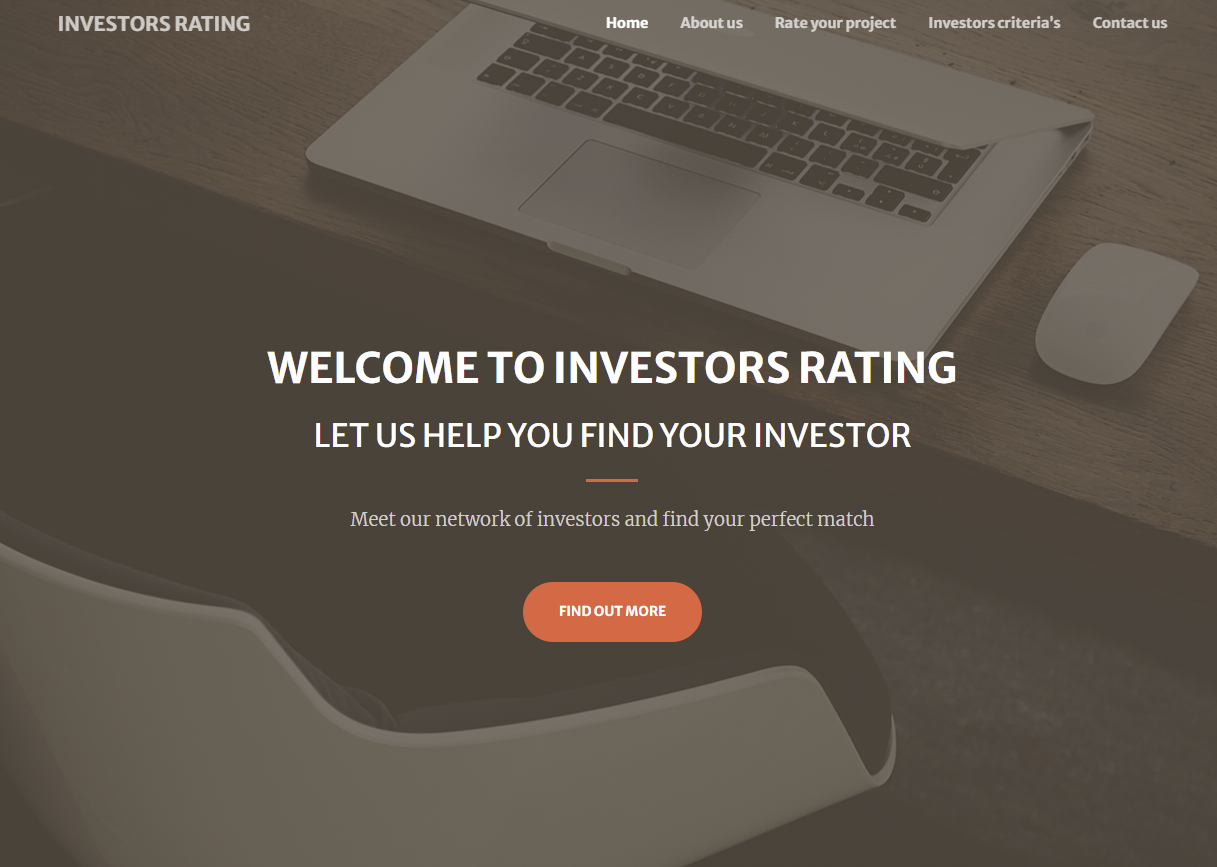 INVESTORS RATING
Home About us Rate your project Investors criteria's Contact us
WELCOME TO INVESTORS RATING
LET US HELP YOU FIND YOUR INVESTOR
Meet our network of investors and find your perfect match
FIND OUT MORE